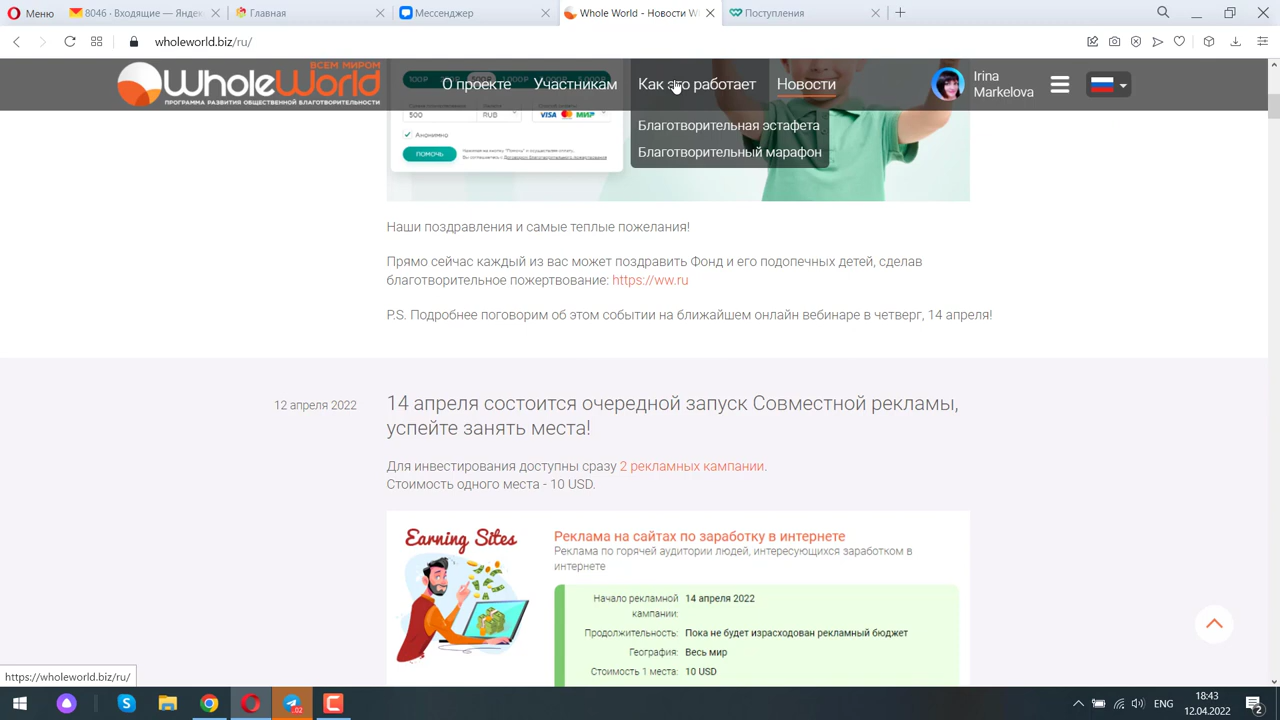 Меню
8046 · Входящие — Яндекс
Главная
Мессенджер
Whole World - Новости W
Поступления
wholeworld.biz/ru/
ВСЕМ МИРОМ
WholeWorld
ПРОГРАММА РАЗВИТИЯ ОБЩЕСТВЕННОЙ БЛАГОТВОРИТЕЛЬНОСТИ
О проекте
Участникам
Как это работает
Новости
Irina
Markelova
Благотворительная эстафета
Благотворительный марафон
500
RUB
VISA
МИР
Анонимно
ПОМОЧЬ
Наши поздравления и самые теплые пожелания!
Прямо сейчас каждый из вас может поздравить Фонд и его подопечных детей, сделав
благотворительное пожертвование: https://ww.ru
P.S. Подробнее поговорим об этом событии на ближайшем онлайн вебинаре в четверг, 14 апреля!
12 апреля 2022
14 апреля состоится очередной запуск Совместной рекламы,
успейте занять места!
Для инвестирования доступны сразу 2 рекламных кампании.
Стоимость одного места - 10 USD.
Earning Sites
Реклама на сайтах по заработку в интернете
Реклама по горячей аудитории людей, интересующихся заработком в
интернете
Начало рекламной 14 апреля 2022
кампании:
Продолжительность: Пока не будет израсходован рекламный бюджет
География: Весь мир
Стоимость 1 места: 10 USD
https://wholeworld.biz/ru/
ENG
18:43
12.04.2022
2